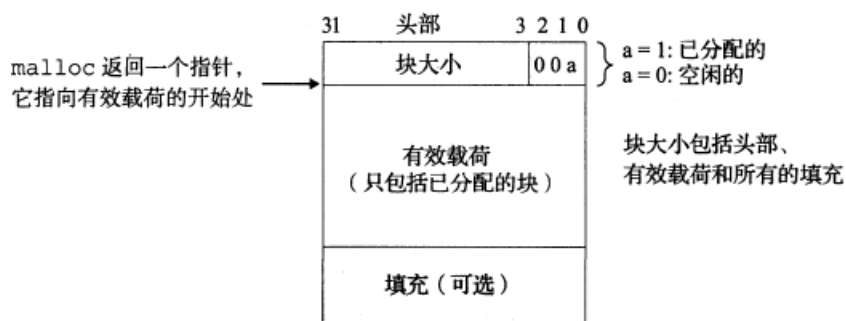 31 头部 3 2 1 0
块大小 0 0 a
a = 1: 已分配的
a = 0: 空闲的
malloc 返回一个指针，
它指向有效载荷的开始处
有效载荷
（只包括已分配的块）
块大小包括头部、
有效载荷和所有的填充
填充（可选）